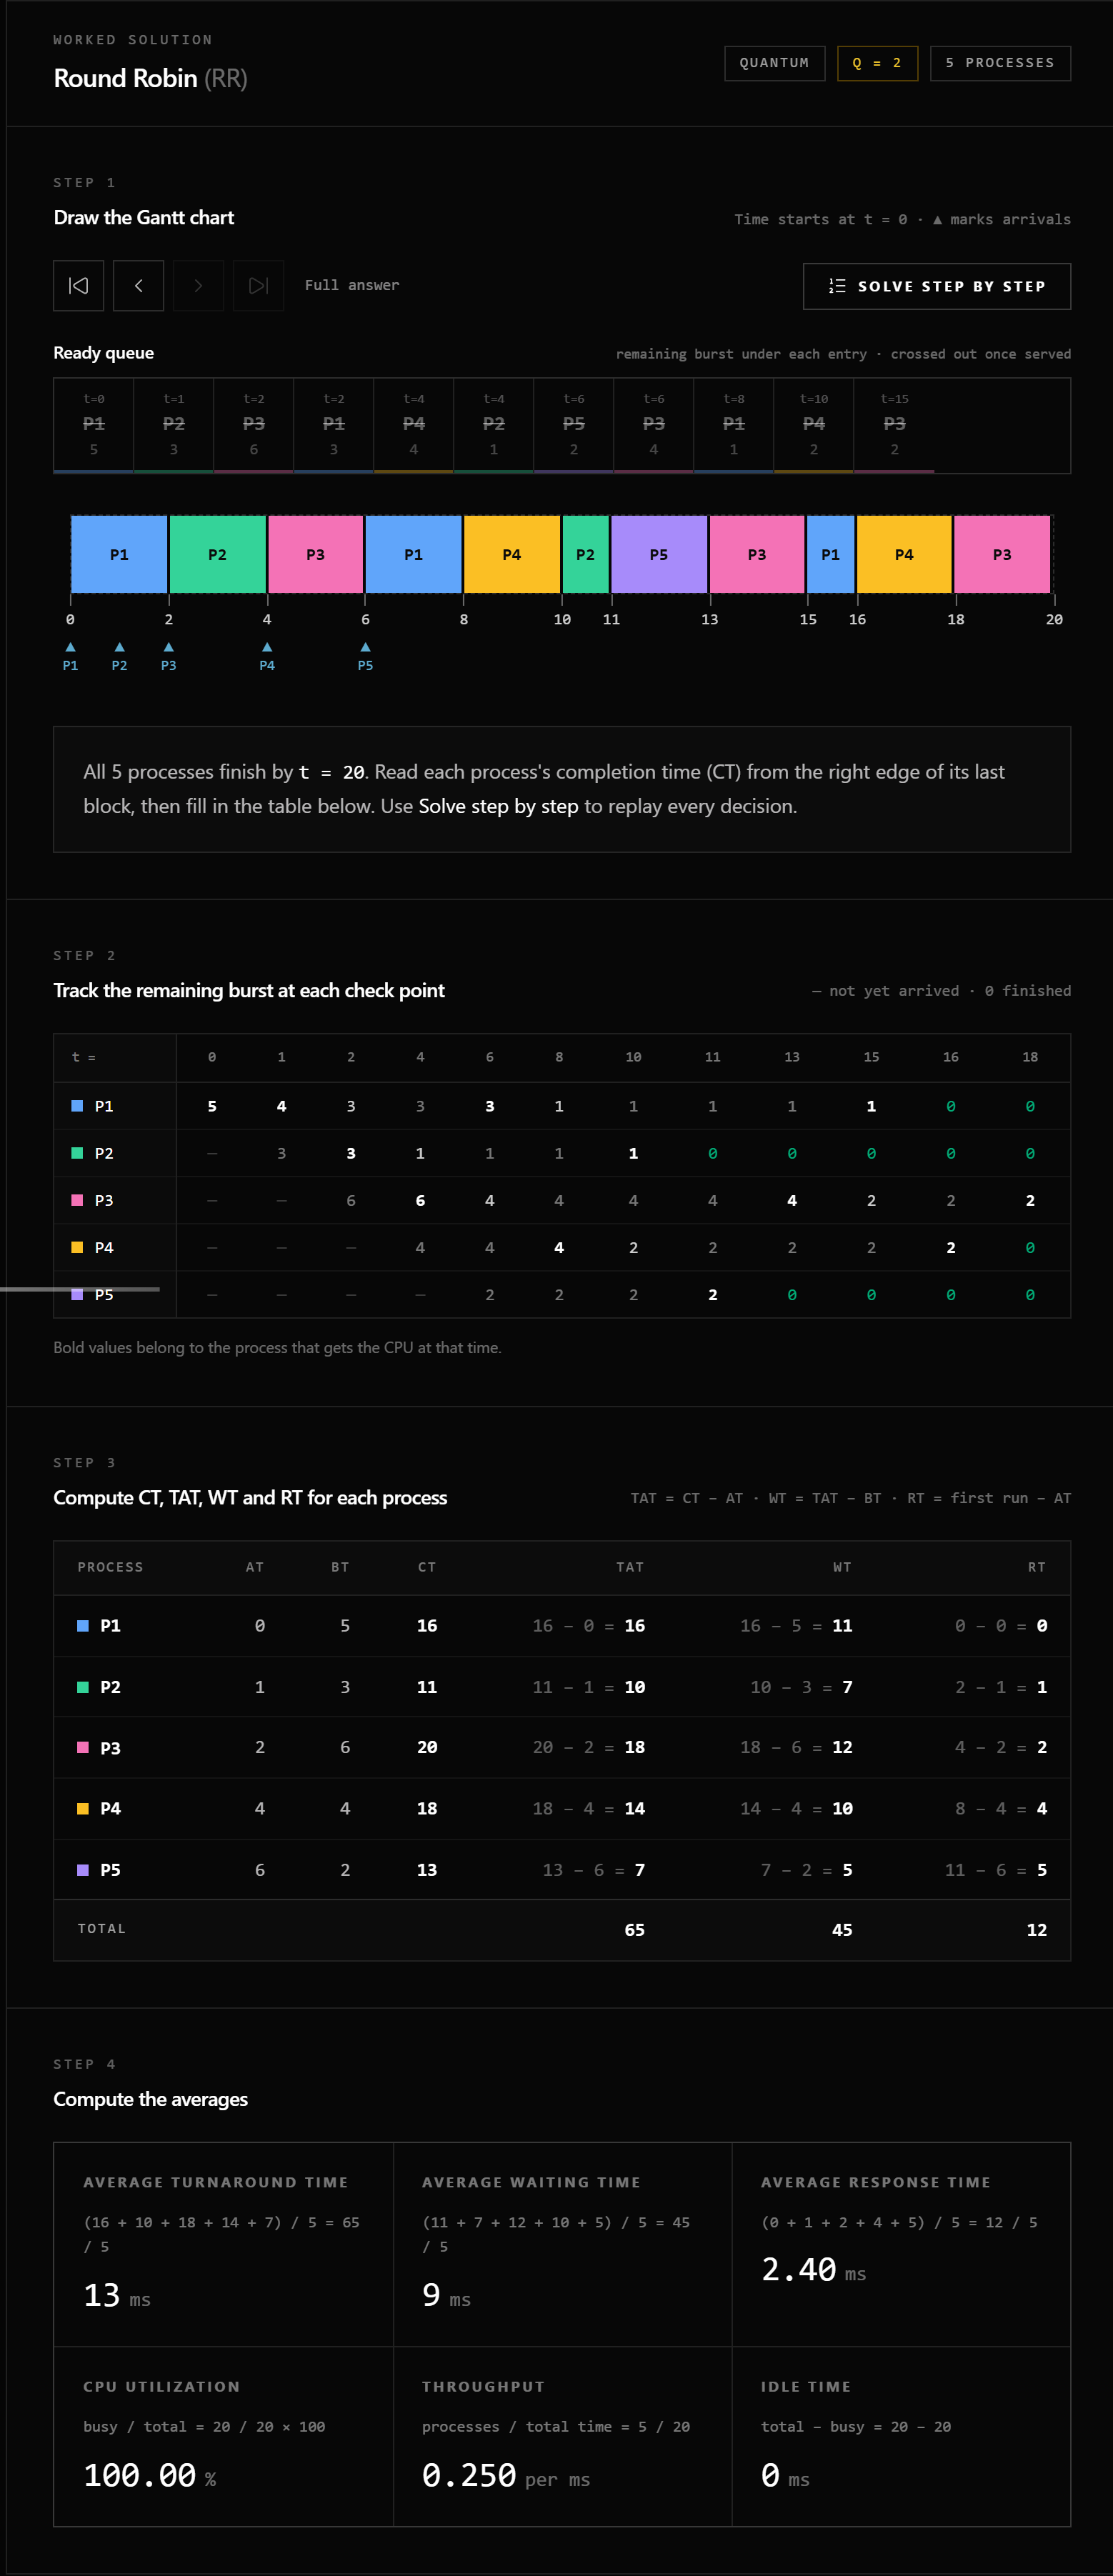 WORKED SOLUTION
Round Robin (RR)
QUANTUM
Q = 2
5 PROCESSES
STEP 1
Draw the Gantt chart
Time starts at t = 0 · ▲ marks arrivals
Full answer
SOLVE STEP BY STEP
Ready queue
remaining burst under each entry · crossed out once served
t=0 t=1 t=2 t=2 t=4 t=4 t=6 t=6 t=8 t=10 t=15
P1 P2 P3 P1 P4 P2 P5 P3 P1 P4 P3
5 3 6 3 4 1 2 4 1 2 2
P1 P2 P3 P1 P4 P2 P5 P3 P1 P4 P3
0 2 4 6 8 10 11 13 15 16 18 20
▲ ▲ ▲ ▲ ▲
P1 P2 P3 P4 P5
All 5 processes finish by t = 20. Read each process's completion time (CT) from the right edge of its last
block, then fill in the table below. Use Solve step by step to replay every decision.
STEP 2
Track the remaining burst at each check point
— not yet arrived · 0 finished
t = 0 1 2 4 6 8 10 11 13 15 16 18
P1 5 4 3 3 3 1 1 1 1 1 0 0
P2 — 3 3 1 1 1 1 0 0 0 0 0
P3 — — 6 6 4 4 4 4 4 2 2 2
P4 — — — 4 4 4 2 2 2 2 2 0
P5 — — — — 2 2 2 2 0 0 0 0
Bold values belong to the process that gets the CPU at that time.
STEP 3
Compute CT, TAT, WT and RT for each process
TAT = CT − AT · WT = TAT − BT · RT = first run − AT
PROCESS AT BT CT TAT WT RT
P1 0 5 16 16 − 0 = 16 16 − 5 = 11 0 − 0 = 0
P2 1 3 11 11 − 1 = 10 10 − 3 = 7 2 − 1 = 1
P3 2 6 20 20 − 2 = 18 18 − 6 = 12 4 − 2 = 2
P4 4 4 18 18 − 4 = 14 14 − 4 = 10 8 − 4 = 4
P5 6 2 13 13 − 6 = 7 7 − 2 = 5 11 − 6 = 5
TOTAL 65 45 12
STEP 4
Compute the averages
AVERAGE TURNAROUND TIME
(16 + 10 + 18 + 14 + 7) / 5 = 65
/ 5
13 ms
AVERAGE WAITING TIME
(11 + 7 + 12 + 10 + 5) / 5 = 45
/ 5
9 ms
AVERAGE RESPONSE TIME
(0 + 1 + 2 + 4 + 5) / 5 = 12 / 5
2.40 ms
CPU UTILIZATION
busy / total = 20 / 20 × 100
100.00 %
THROUGHPUT
processes / total time = 5 / 20
0.250 per ms
IDLE TIME
total − busy = 20 − 20
0 ms